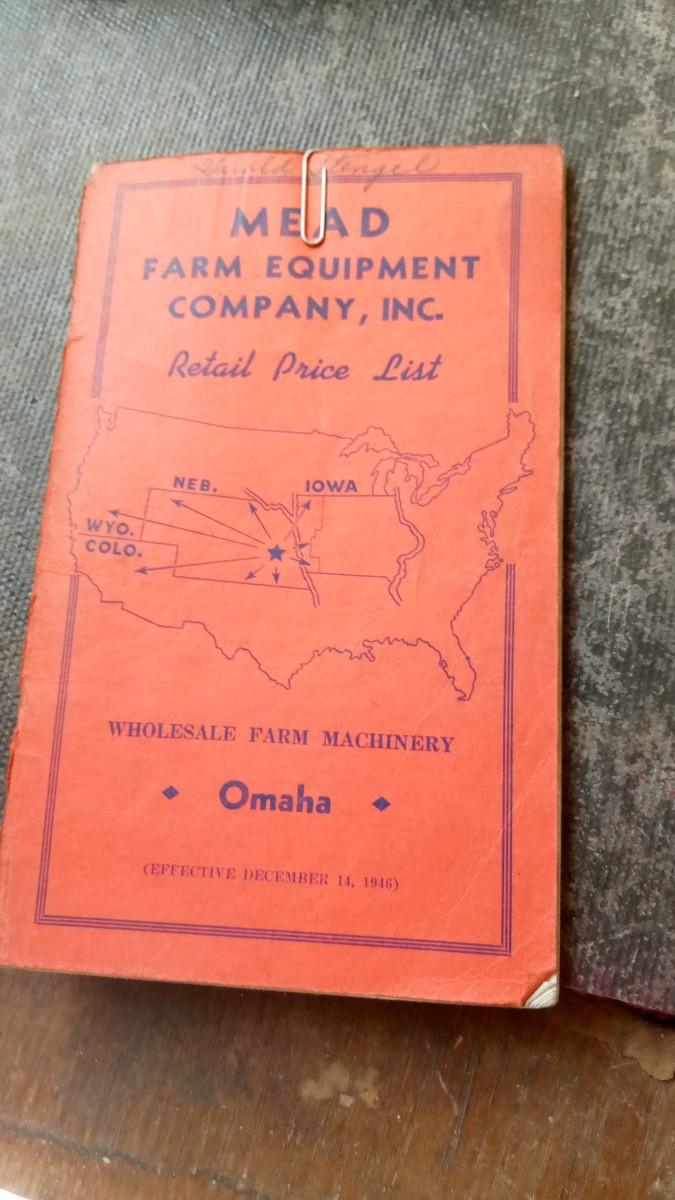 Stengel
MEAD
FARM EQUIPMENT
COMPANY, INC.
Retail Price List
NEB.
IOWA
WYO.
COLO.
WHOLESALE FARM MACHINERY
Omaha
(EFFECTIVE DECEMBER 14, 1946)